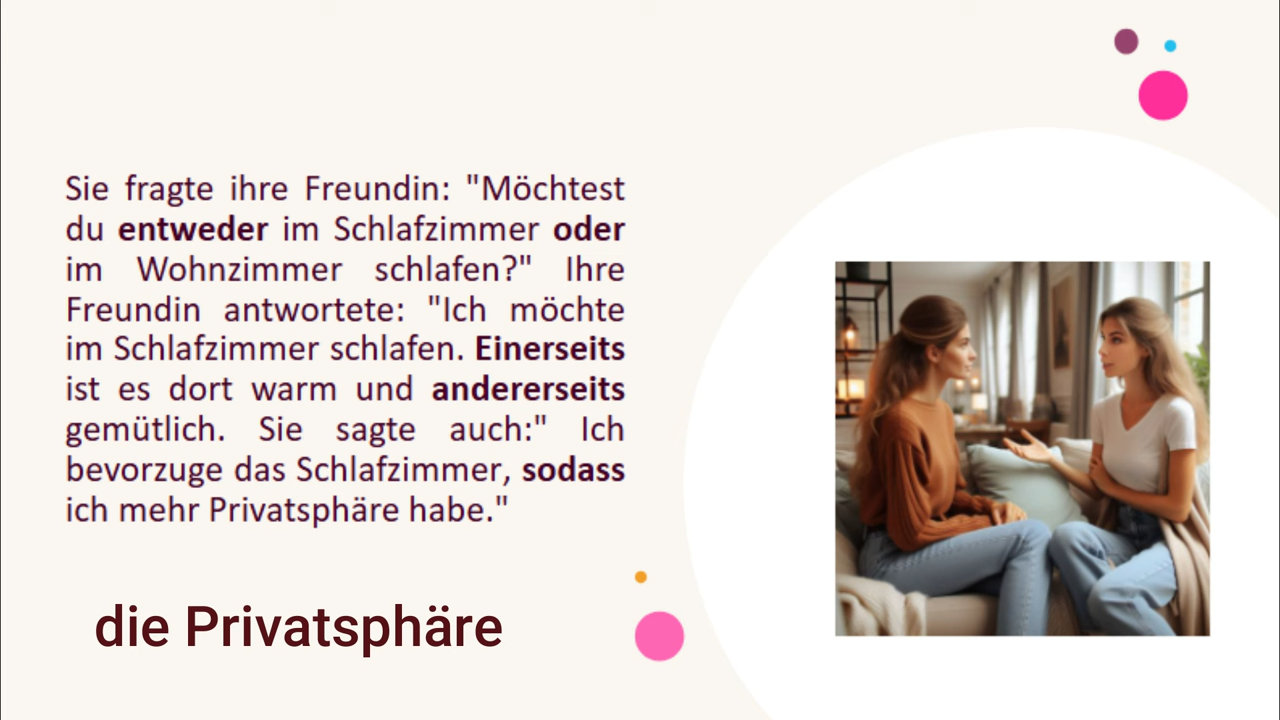 Sie fragte ihre Freundin: "Möchtest
du entweder im Schlafzimmer oder
im Wohnzimmer schlafen?" Ihre
Freundin antwortete: "Ich möchte
im Schlafzimmer schlafen. Einerseits
ist es dort warm und andererseits
gemütlich. Sie sagte auch:" Ich
bevorzuge das Schlafzimmer, sodass
ich mehr Privatsphäre habe."
die Privatsphäre